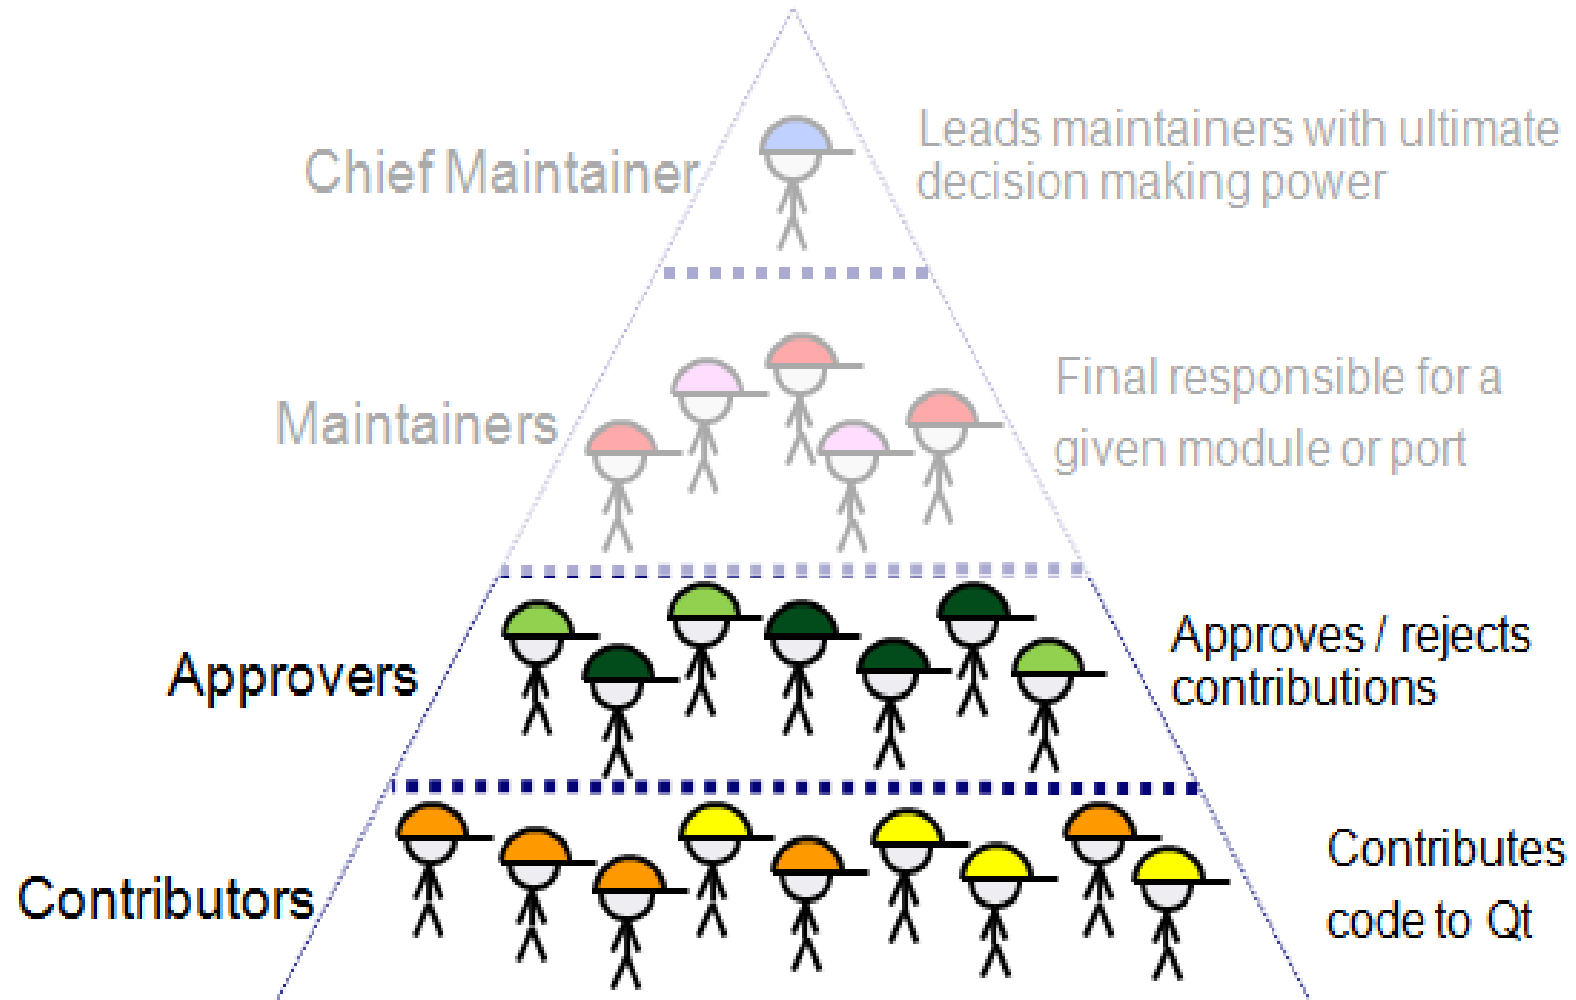 Chief Maintainer
Leads maintainers with ultimate
decision making power
Maintainers
Final responsible for a
given module or port
Approvers
Approves / rejects
contributions
Contributors
Contributes
code to Qt